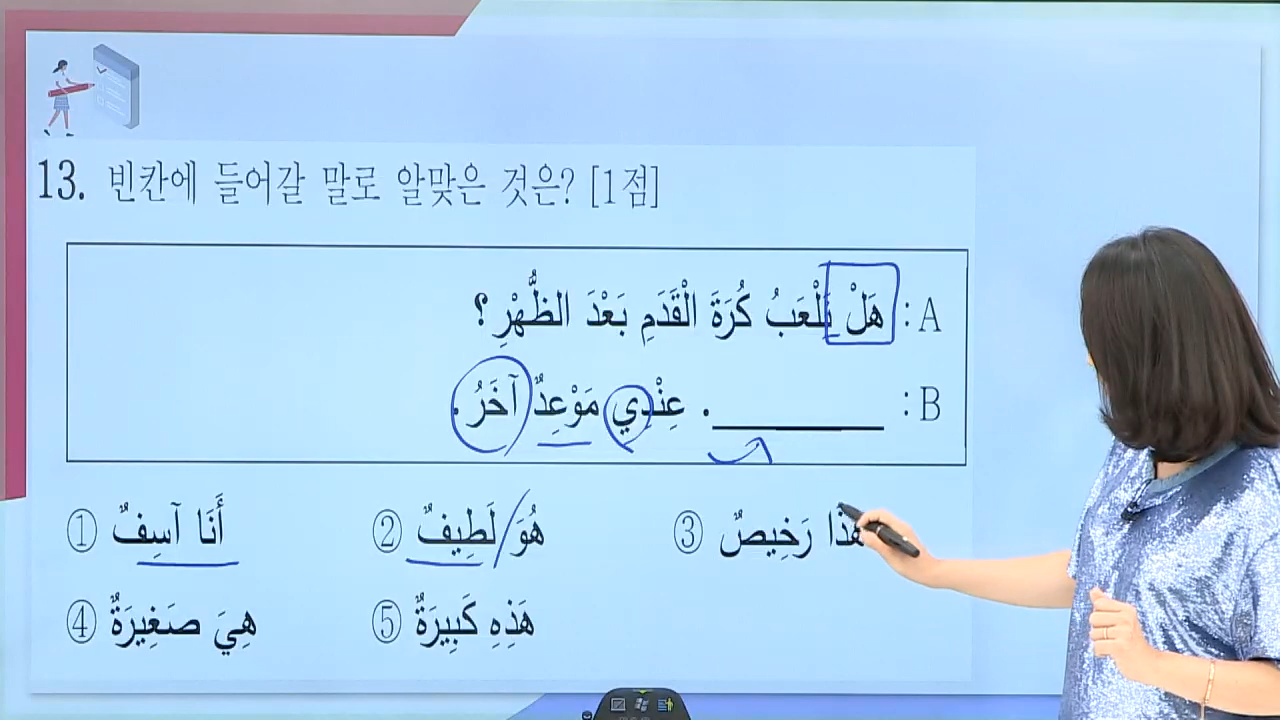 13. 빈칸에 들어갈 말로 알맞은 것은? [1점]
A: هَلْ نَلْعَبُ كُرَةَ الْقَدَمِ بَعْدَ الظُّهْرِ؟
B: ________. عِنْدِي مَوْعِدٌ آخَرُ.
① أَنَا آسِفٌ ② هُوَ لَطِيفٌ ③ هَذَا رَخِيصٌ
④ هِيَ صَغِيرَةٌ ⑤ هَذِهِ كَبِيرَةٌ